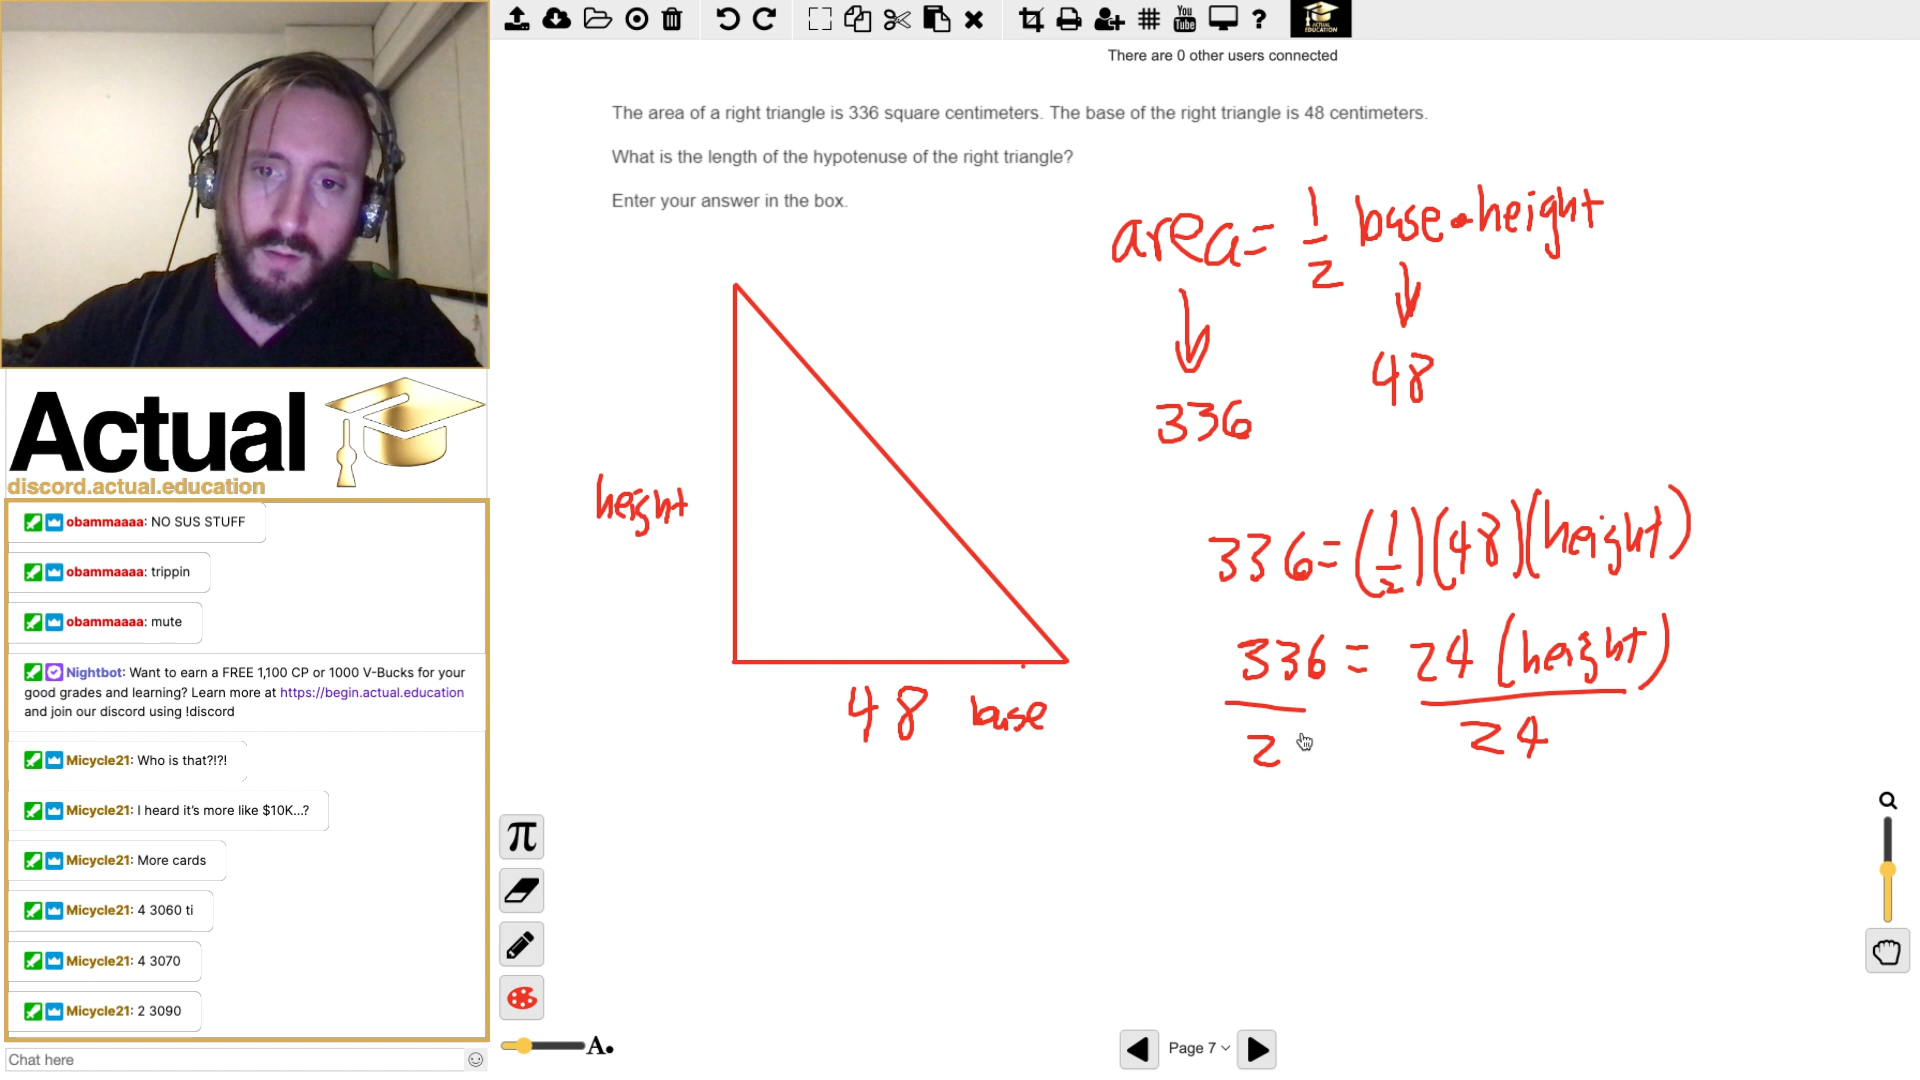 You
Tube
?
ACTUAL
EDUCATION
There are 0 other users connected
The area of a right triangle is 336 square centimeters. The base of the right triangle is 48 centimeters.
What is the length of the hypotenuse of the right triangle?
Enter your answer in the box.
area = 1/2 base • height
336
48
height
48 base
336 = (1/2)(48)(height)
336 = 24 (height)
2 24
Actual
discord.actual.education
obammaaaa: NO SUS STUFF
obammaaaa: trippin
obammaaaa: mute
Nightbot: Want to earn a FREE 1,100 CP or 1000 V-Bucks for your
good grades and learning? Learn more at https://begin.actual.education
and join our discord using !discord
Micycle21: Who is that?!?!
Micycle21: I heard it's more like $10K...?
Micycle21: More cards
Micycle21: 4 3060 ti
Micycle21: 4 3070
Micycle21: 2 3090
Chat here
π
A
Page 7